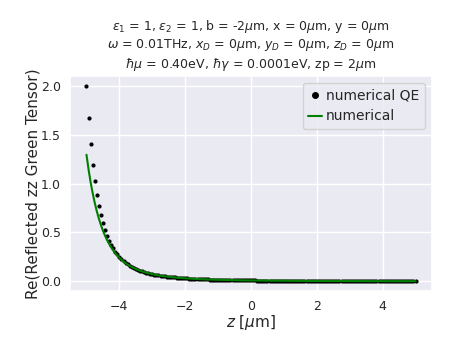 ε₁ = 1, ε₂ = 1, b = -2μm, x = 0μm, y = 0μm
ω = 0.01THz, x_D = 0μm, y_D = 0μm, z_D = 0μm
ℏμ = 0.40eV, ℏγ = 0.0001eV, zp = 2μm
Re(Reflected zz Green Tensor)
2.0
1.5
1.0
0.5
0.0
numerical QE
numerical
−4
−2
0
2
4
z [μm]